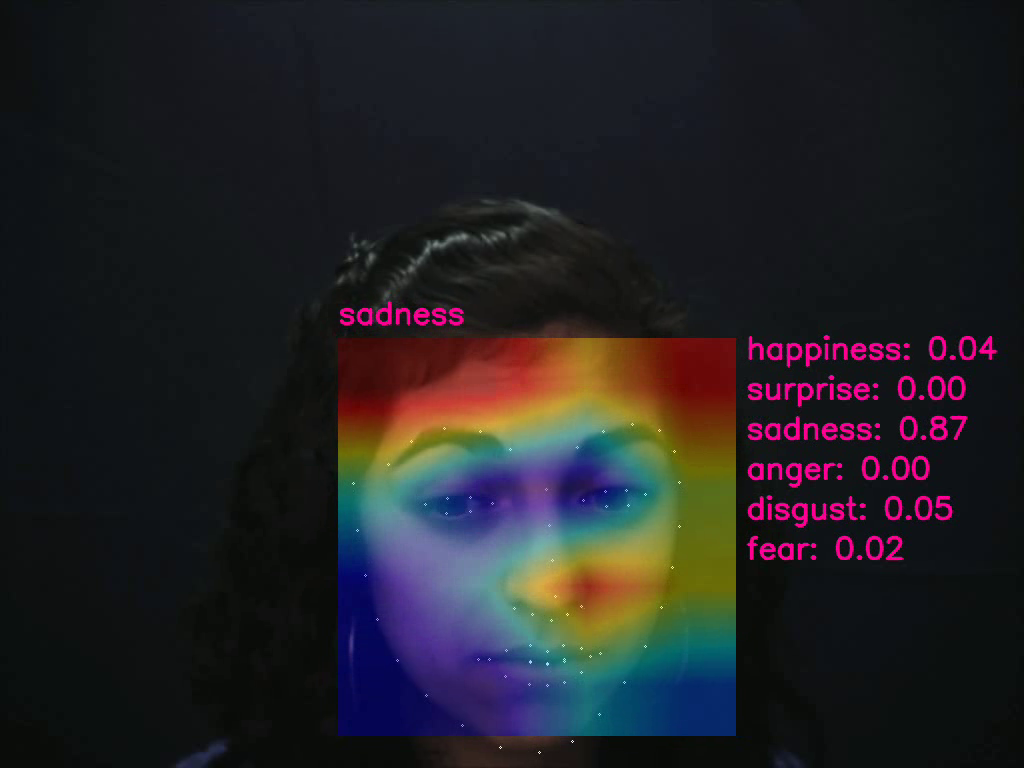 sadness
happiness: 0.04
surprise: 0.00
sadness: 0.87
anger: 0.00
disgust: 0.05
fear: 0.02